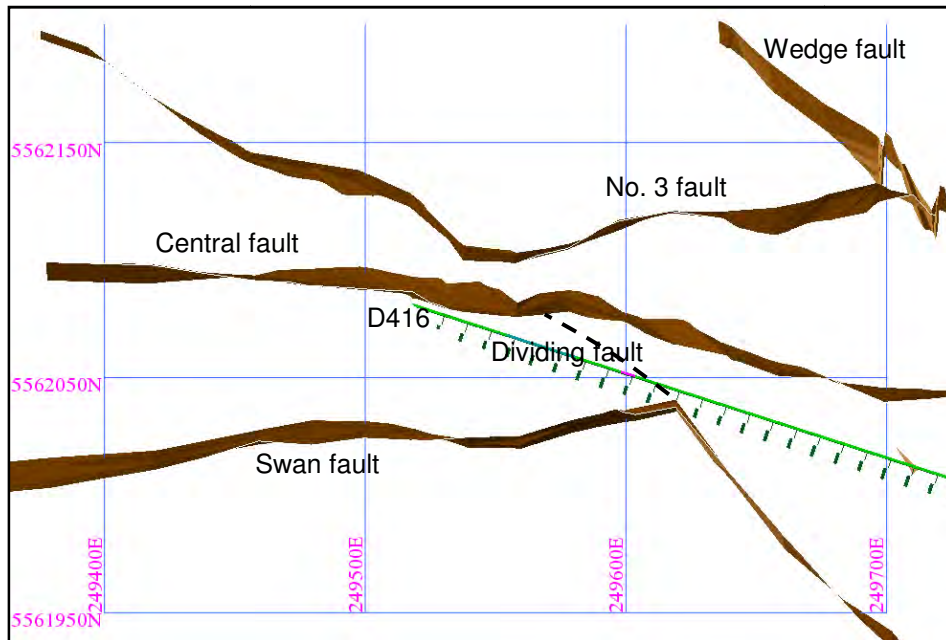 Wedge fault
5562150N
No. 3 fault
Central fault
D416
Dividing fault
5562050N
Swan fault
249400E
249500E
249600E
249700E
5561950N